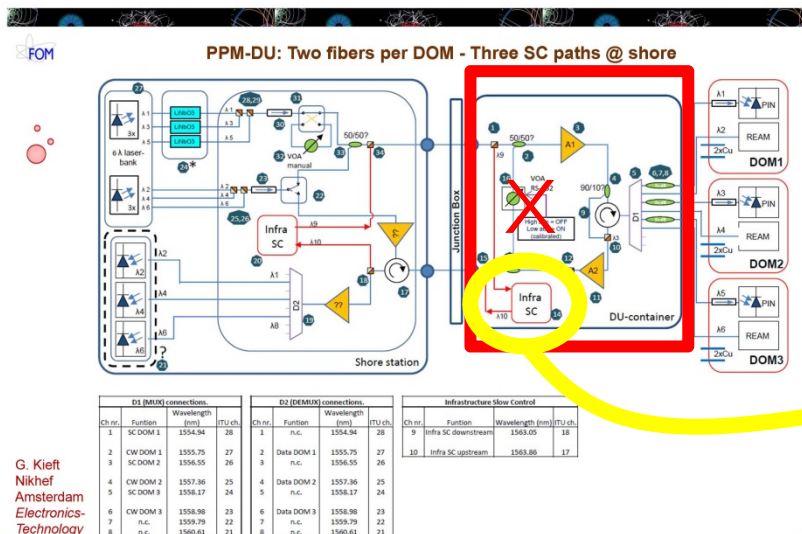 FOM
PPM-DU: Two fibers per DOM - Three SC paths @ shore
27
3x
6 λ laser-
bank
3x
λ 1
λ 3
λ 5
LiNbO3
LiNbO3
LiNbO3
24*
28,29
λ 1
λ 3
λ 5
30
31
32
VOA
manual
33
50/50?
34
λ 2
λ 4
λ 6
25,26
23
22
Infra
SC
20
λ9
λ10
??
17
18
??
D2
19
λ1
λ2
λ4
λ6
λ8
λ2
λ4
λ6
?
21
Shore station
Junction Box
1
λ9
50/50?
2
A1
3
4
90/10?
5
6,7,8
D1
9
λ3
10
A2
11
12
15
16
VOA
High = OFF
Low = ON
(calibrated)
Infra
SC
14
λ10
DU-container
λ1
PIN
λ2
REAM
2xCu
DOM1
λ3
PIN
λ4
REAM
2xCu
DOM2
λ5
PIN
λ6
REAM
2xCu
DOM3
D1 (MUX) connections.
Ch nr. Funtion Wavelength (nm) ITU ch.
1 SC DOM 1 1554.94 28
2 CW DOM 1 1555.75 27
3 SC DOM 2 1556.55 26
4 CW DOM 2 1557.36 25
5 SC DOM 3 1558.17 24
6 CW DOM 3 1558.98 23
7 n.c. 1559.79 22
8 n.c. 1560.61 21
D2 (DEMUX) connections.
Ch nr. Funtion Wavelength (nm) ITU ch.
1 n.c. 1554.94 28
2 Data DOM 1 1555.75 27
3 n.c. 1556.55 26
4 Data DOM 2 1557.36 25
5 n.c. 1558.17 24
6 Data DOM 3 1558.98 23
7 n.c. 1559.79 22
8 n.c. 1560.61 21
Infrastructure Slow Control
Ch nr. Funtion Wavelength (nm) ITU ch.
9 Infra SC downstream 1563.05 18
10 Infra SC upstream 1563.86 17
G. Kieft
Nikhef
Amsterdam
Electronics-
Technology